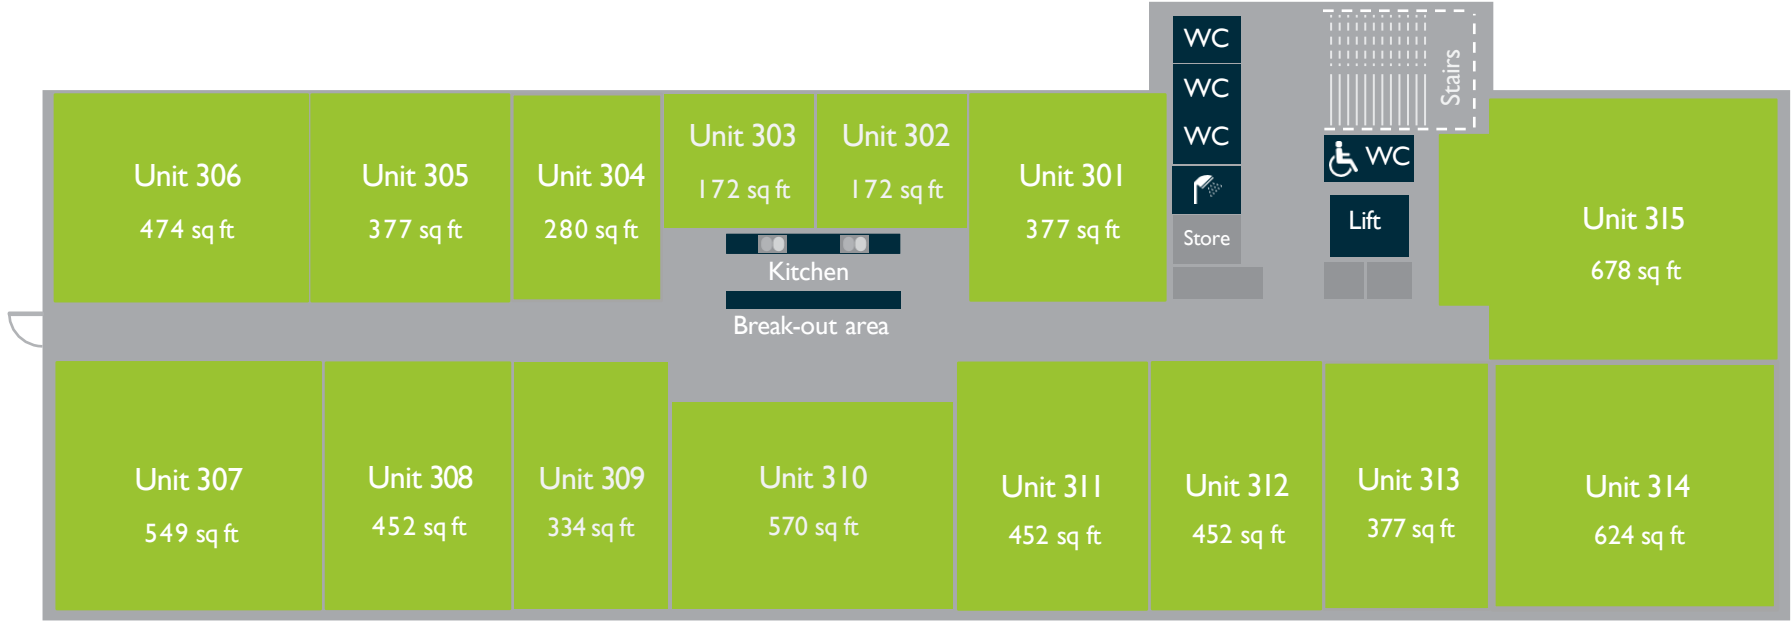 WC
WC
WC
Stairs
WC
Lift
Store
Unit 306
474 sq ft
Unit 305
377 sq ft
Unit 304
280 sq ft
Unit 303
172 sq ft
Unit 302
172 sq ft
Unit 301
377 sq ft
Unit 315
678 sq ft
Kitchen
Break-out area
Unit 307
549 sq ft
Unit 308
452 sq ft
Unit 309
334 sq ft
Unit 310
570 sq ft
Unit 311
452 sq ft
Unit 312
452 sq ft
Unit 313
377 sq ft
Unit 314
624 sq ft